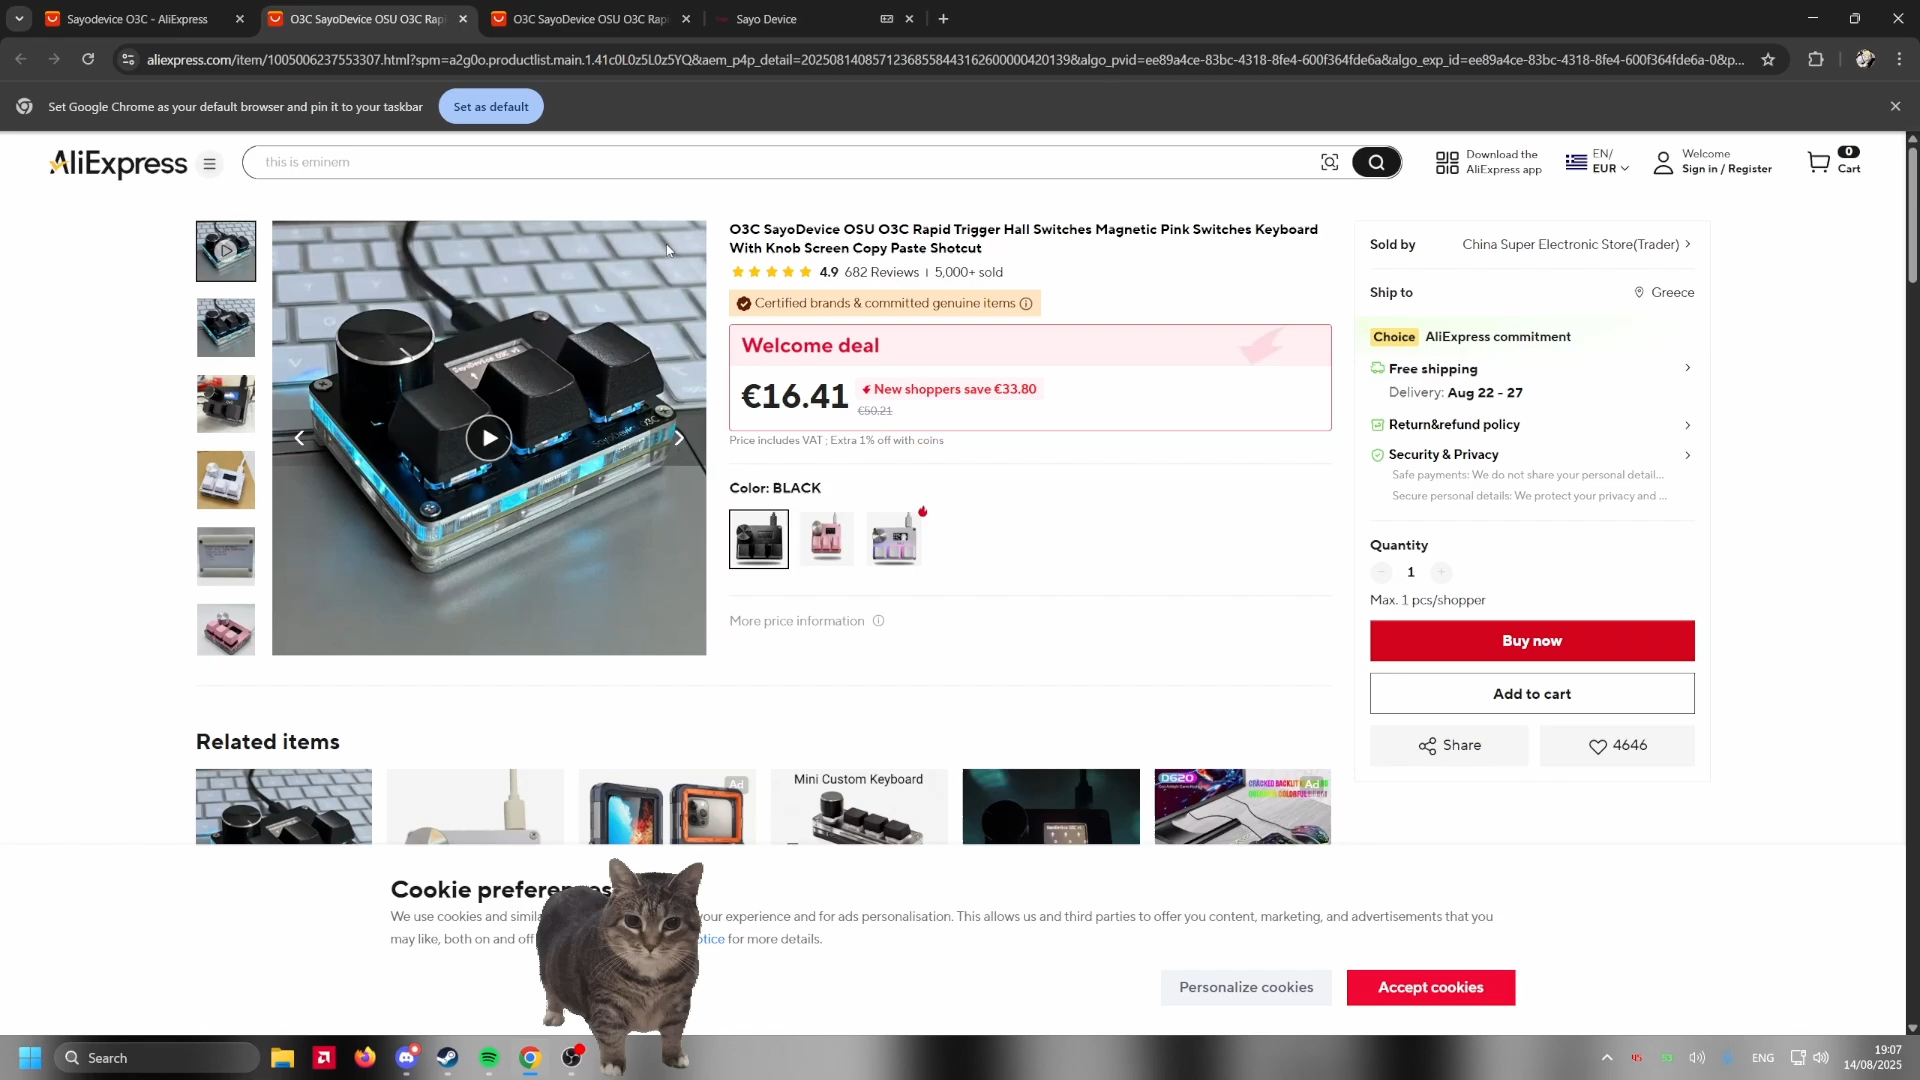 Sayodevice O3C - AliExpress
O3C SayoDevice OSU O3C Rap
O3C SayoDevice OSU O3C Rap
Sayo Device
aliexpress.com/item/1005006237553307.html?spm=a2g0o.productlist.main.1.41c0L0z5L0z5YQ&aem_p4p_detail=202508140857123685584431626000000420139&algo_pvid=ee89a4ce-83bc-4318-8fe4-600f364fde6a&algo_exp_id=ee89a4ce-83bc-4318-8fe4-600f364fde6a-0&p...
Set Google Chrome as your default browser and pin it to your taskbar
Set as default
AliExpress
this is eminem
Download the
AliExpress app
EN/
EUR
Welcome
Sign in / Register
0
Cart
O3C SayoDevice OSU O3C Rapid Trigger Hall Switches Magnetic Pink Switches Keyboard
With Knob Screen Copy Paste Shotcut
4.9 682 Reviews | 5,000+ sold
Certified brands & committed genuine items
Welcome deal
€16.41
New shoppers save €33.80
€50.21
Price includes VAT ; Extra 1% off with coins
Color: BLACK
More price information
SayoDevice O3C v1
SayoDevice O3C
Sold by
China Super Electronic Store(Trader)
Ship to
Greece
Choice AliExpress commitment
Free shipping
Delivery: Aug 22 - 27
Return&refund policy
Security & Privacy
Safe payments: We do not share your personal detail...
Secure personal details: We protect your privacy and ...
Quantity
1
Max. 1 pcs/shopper
Buy now
Add to cart
Share
4646
Related items
Ad
Mini Custom Keyboard
D620
Ad
Cookie preferences
We use cookies and simil your experience and for ads personalisation. This allows us and third parties to offer you content, marketing, and advertisements that you
may like, both on and off otice for more details.
Personalize cookies
Accept cookies
Search
45
53
ENG
19:07
14/08/2025